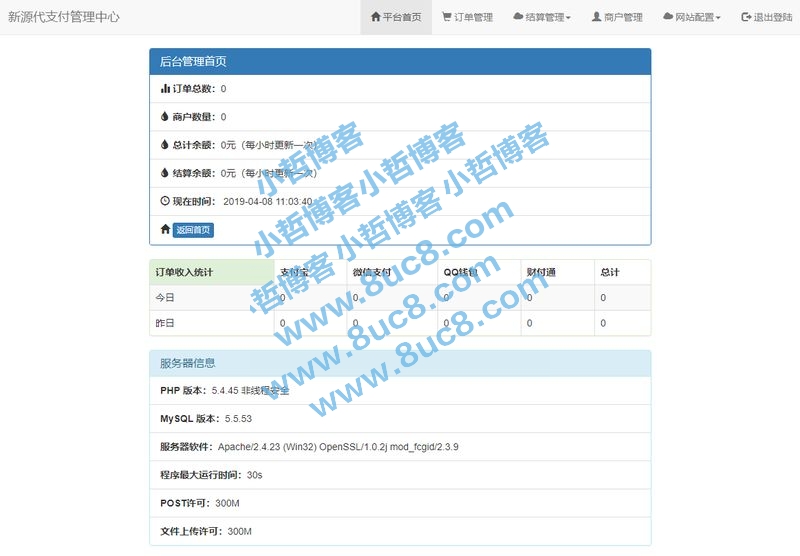 新源代支付管理中心 平台首页 订单管理 结算管理 商户管理 网站配置 退出登陆
后台管理首页
订单总数：0
商户数量：0
总计余额：0元（每小时更新一次）
结算余额：0元（每小时更新一次）
现在时间： 2019-04-08 11:03:40
返回首页
小哲博客小哲博客
小哲博客小哲博客小哲博客
哲博客
www.8uc8.com
www.8uc8.com
www.8uc8.com
订单收入统计 支付宝 微信支付 QQ钱包 财付通 总计
今日 0 0 0 0 0
昨日 0 0 0 0 0
服务器信息
PHP 版本：5.4.45 非线程安全
MySQL 版本：5.5.53
服务器软件：Apache/2.4.23 (Win32) OpenSSL/1.0.2j mod_fcgid/2.3.9
程序最大运行时间：30s
POST许可：300M
文件上传许可：300M